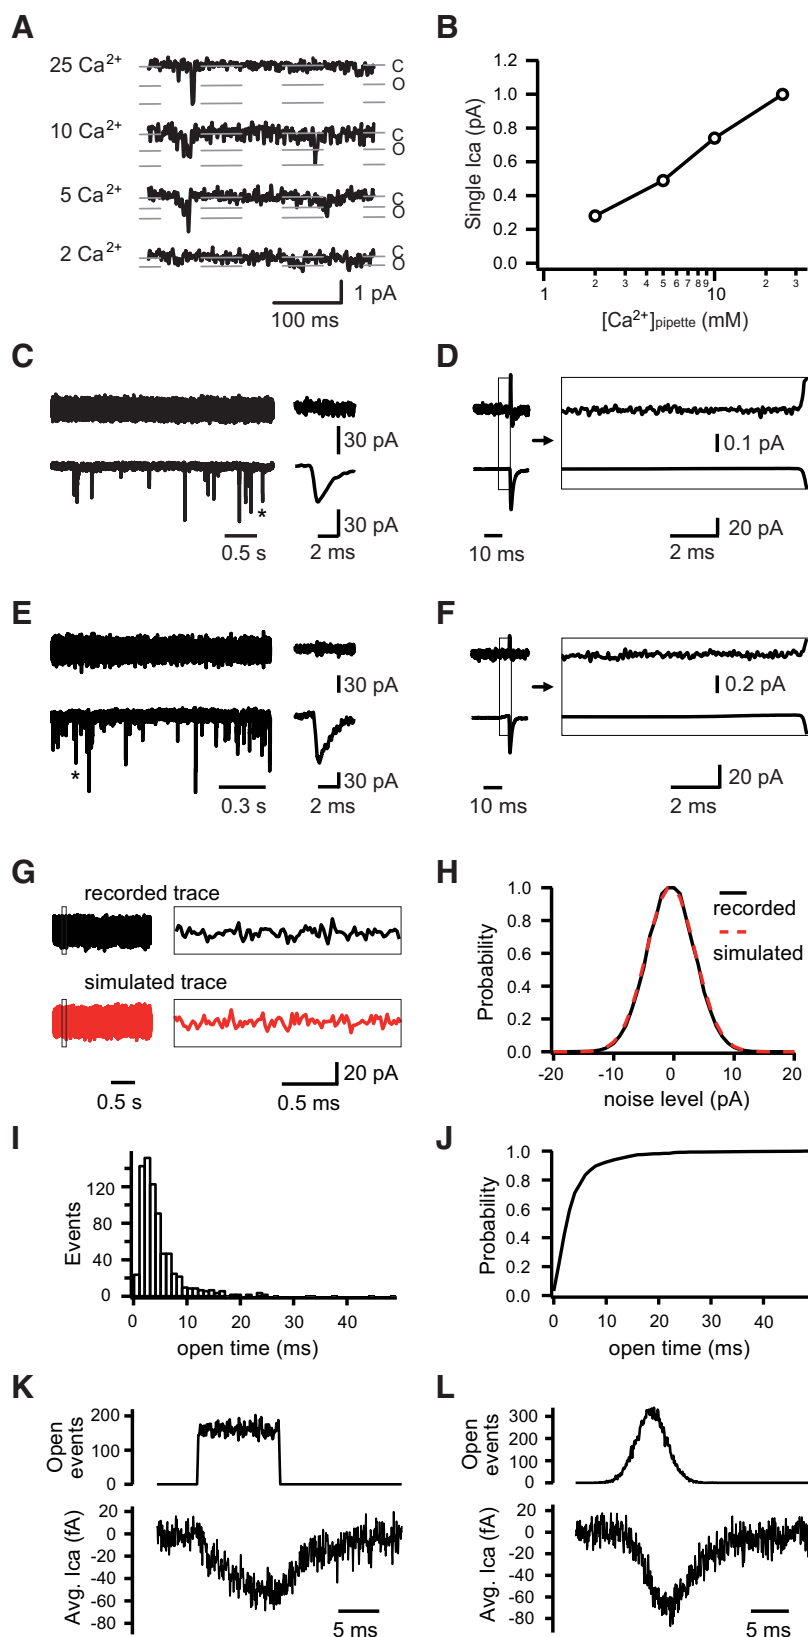 A
25 Ca²⁺
C
O
10 Ca²⁺
C
O
5 Ca²⁺
C
O
2 Ca²⁺
C
O
1 pA
100 ms
B
Single Ica (pA)
1.2
1.0
0.8
0.6
0.4
0.2
0.0
1
2
3
4
5
6
7
8
9
10
2
3
[Ca²⁺]pipette (mM)
C
30 pA
*
30 pA
0.5 s
2 ms
D
0.1 pA
20 pA
10 ms
2 ms
E
30 pA
*
30 pA
0.3 s
2 ms
F
0.2 pA
20 pA
10 ms
2 ms
G
recorded trace
simulated trace
20 pA
0.5 s
0.5 ms
H
Probability
1.0
0.8
0.6
0.4
0.2
0.0
recorded
simulated
-20
-10
0
10
20
noise level (pA)
I
Events
120
80
40
0
0
10
20
30
40
open time (ms)
J
Probability
1.0
0.8
0.6
0.4
0.2
0.0
0
20
30
40
open time (ms)
K
Open
events
200
100
0
Avg. Ica (fA)
20
0
-20
-40
-60
-80
5 ms
L
Open
events
300
200
100
0
Avg. Ica (fA)
20
0
-20
-40
-60
-80
5 ms